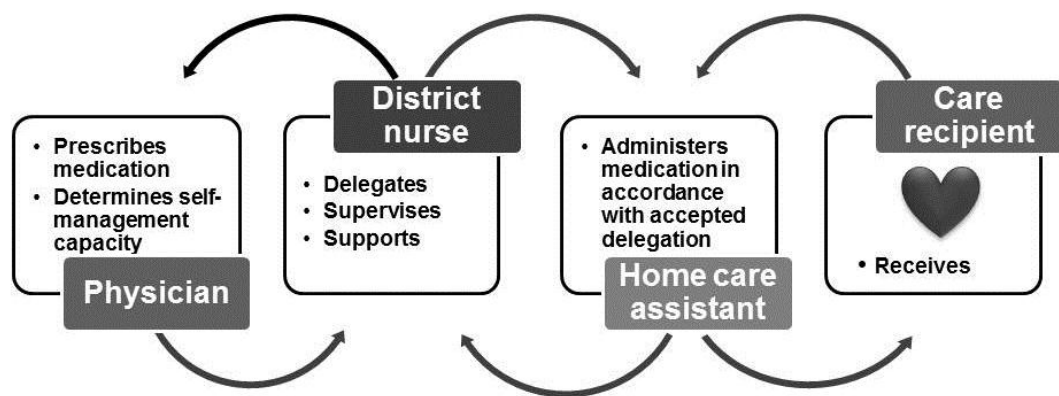 • Prescribes
medication
• Determines self-
management
capacity
Physician
District
nurse
• Delegates
• Supervises
• Supports
• Administers
medication in
accordance
with accepted
delegation
Home care
assistant
Care
recipient
• Receives